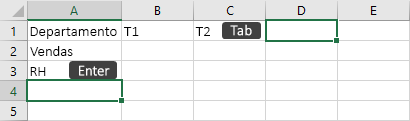 A B C D E
1 Departamento T1 T2 Tab
2 Vendas
3 RH Enter
4
5